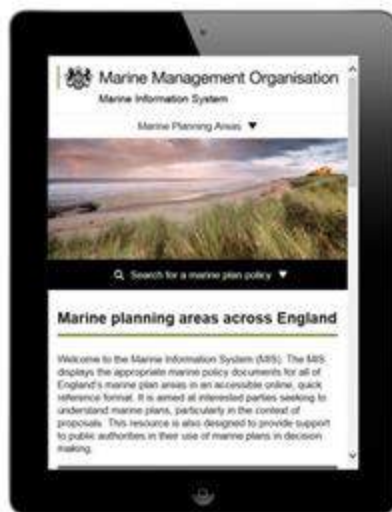 Marine Management Organisation
Marine Information System
Marine Planning Areas ▼
Search for a marine plan policy ▼
Marine planning areas across England
Welcome to the Marine Information System (MIS). The MIS
displays the appropriate marine policy documents for all of
England's marine plan areas in an accessible online, quick
reference format. It is aimed at interested parties seeking to
understand marine plans, particularly in the context of
proposals. This resource is also designed to provide support
to public authorities in their use of marine plans in decision
making.